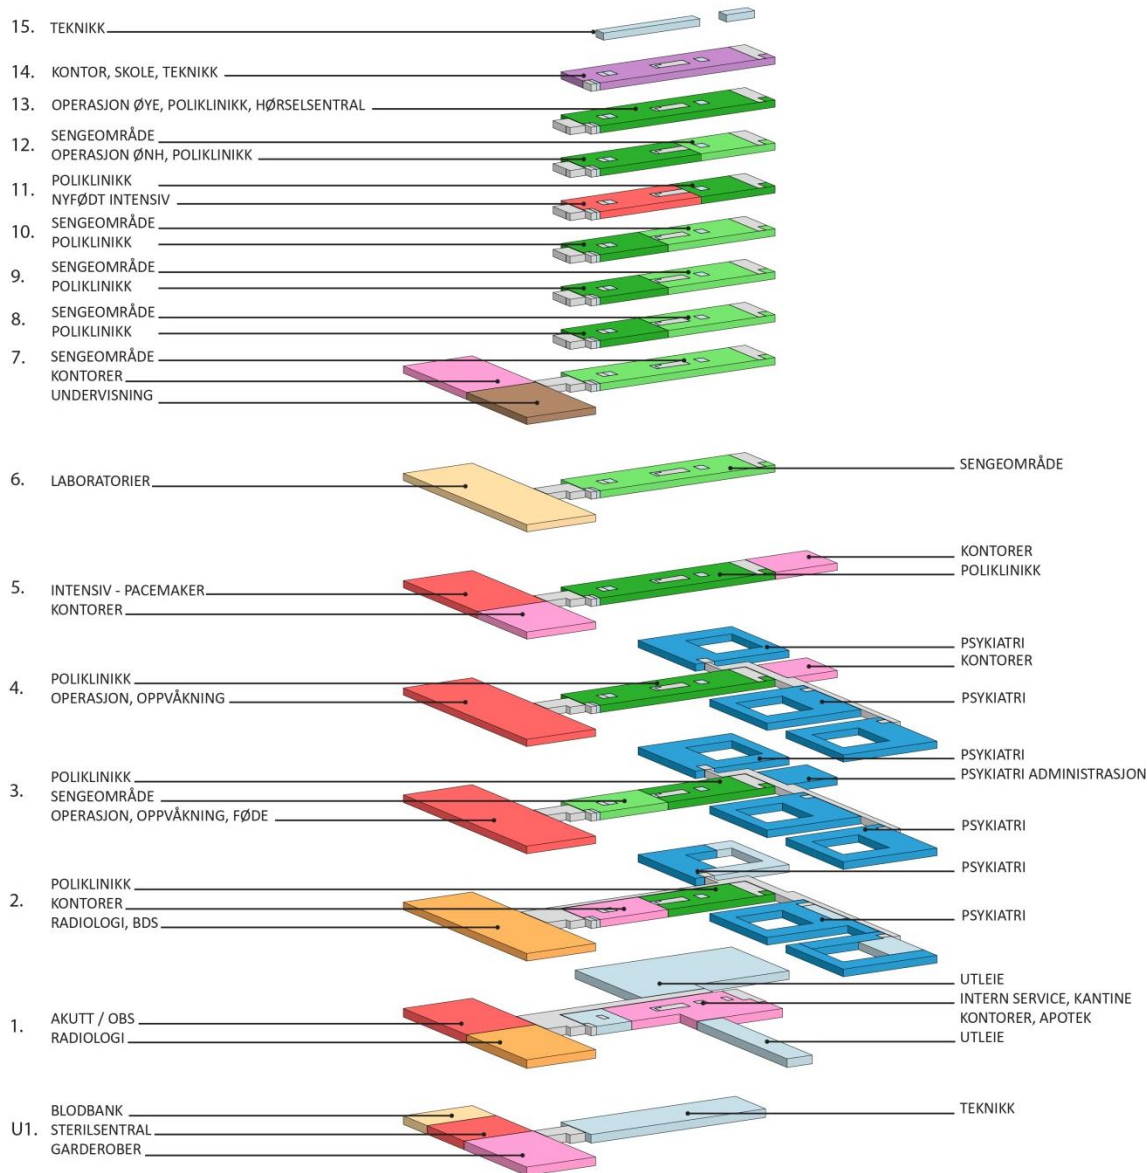 15. TEKNIKK
14. KONTOR, SKOLE, TEKNIKK
13. OPERASJON ØYE, POLIKLINIKK, HØRSELSENTRAL
12. SENGEOMRÅDE
OPERASJON ØNH, POLIKLINIKK
11. POLIKLINIKK
NYFØDT INTENSIV
10. SENGEOMRÅDE
POLIKLINIKK
9. SENGEOMRÅDE
POLIKLINIKK
8. SENGEOMRÅDE
POLIKLINIKK
7. SENGEOMRÅDE
KONTORER
UNDERVISNING
6. LABORATORIER
SENGEOMRÅDE
5. INTENSIV - PACEMAKER
KONTORER
KONTORER
POLIKLINIKK
4. POLIKLINIKK
OPERASJON, OPPVÅKNING
PSYKIATRI
KONTORER
PSYKIATRI
3. POLIKLINIKK
SENGEOMRÅDE
OPERASJON, OPPVÅKNING, FØDE
PSYKIATRI
PSYKIATRI ADMINISTRASJON
PSYKIATRI
2. POLIKLINIKK
KONTORER
RADIOLOGI, BDS
PSYKIATRI
PSYKIATRI
1. AKUTT / OBS
RADIOLOGI
UTLEIE
INTERN SERVICE, KANTINE
KONTORER, APOTEK
UTLEIE
U1. BLODBANK
STERILSENTRAL
GARDEROBER
TEKNIKK